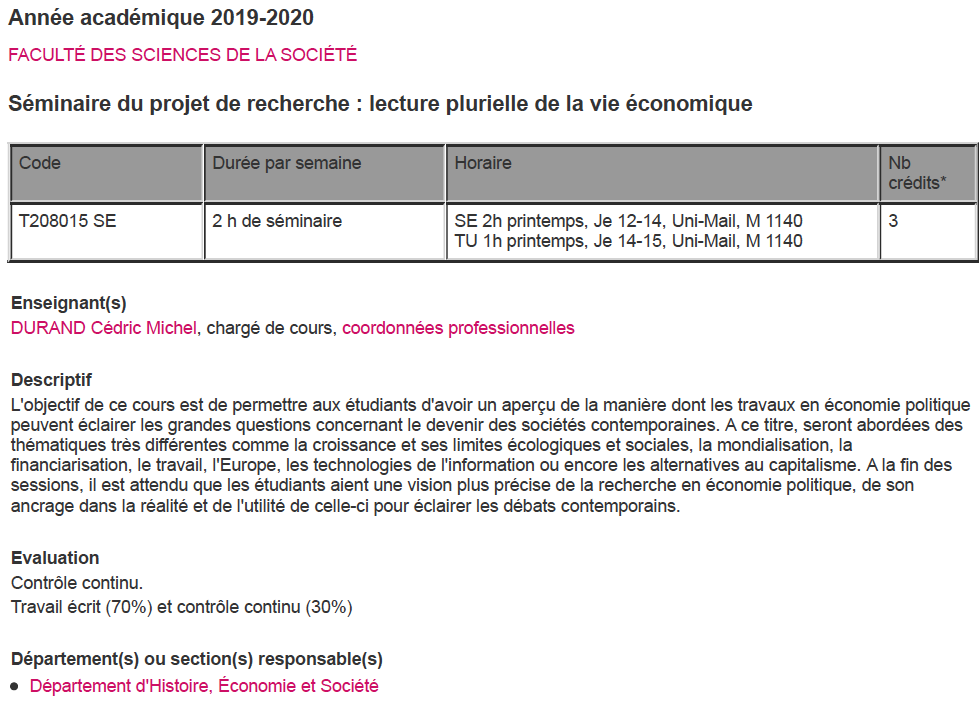 Année académique 2019-2020
FACULTÉ DES SCIENCES DE LA SOCIÉTÉ
Séminaire du projet de recherche : lecture plurielle de la vie économique
Code
Durée par semaine
Horaire
Nb
crédits*
T208015 SE
2 h de séminaire
SE 2h printemps, Je 12-14, Uni-Mail, M 1140
TU 1h printemps, Je 14-15, Uni-Mail, M 1140
3
Enseignant(s)
DURAND Cédric Michel, chargé de cours, coordonnées professionnelles
Descriptif
L'objectif de ce cours est de permettre aux étudiants d'avoir un aperçu de la manière dont les travaux en économie politique
peuvent éclairer les grandes questions concernant le devenir des sociétés contemporaines. A ce titre, seront abordées des
thématiques très différentes comme la croissance et ses limites écologiques et sociales, la mondialisation, la
financiarisation, le travail, l'Europe, les technologies de l'information ou encore les alternatives au capitalisme. A la fin des
sessions, il est attendu que les étudiants aient une vision plus précise de la recherche en économie politique, de son
ancrage dans la réalité et de l'utilité de celle-ci pour éclairer les débats contemporains.
Evaluation
Contrôle continu.
Travail écrit (70%) et contrôle continu (30%)
Département(s) ou section(s) responsable(s)
● Département d'Histoire, Économie et Société